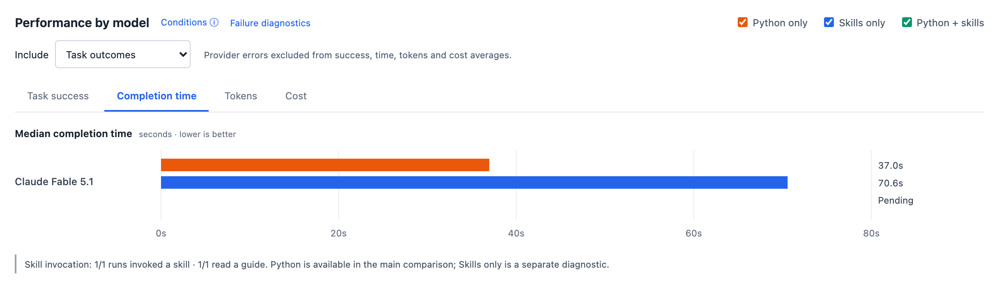 Performance by model Conditions ⓘ Failure diagnostics Python only Skills only Python + skills
Include Task outcomes Provider errors excluded from success, time, tokens and cost averages.
Task success Completion time Tokens Cost
Median completion time seconds · lower is better
37.0s
Claude Fable 5.1 70.6s
Pending
0s 20s 40s 60s 80s
Skill invocation: 1/1 runs invoked a skill · 1/1 read a guide. Python is available in the main comparison; Skills only is a separate diagnostic.